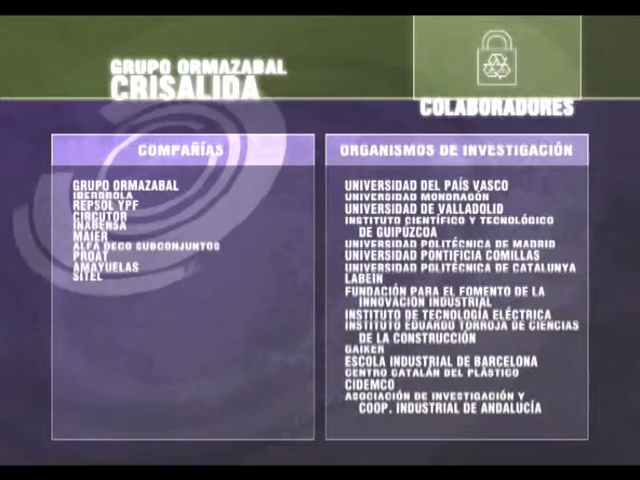 GRUPO ORMAZABAL
CRISALIDA
COLABORADORES
COMPAÑÍAS
GRUPO ORMAZABAL
IBERDROLA
REPSOL YPF
CIRCUTOR
INABENSA
MAIER
ALFA DECO SUBCONJUNTOS
PROAT
AMAYUELAS
SITEL
ORGANISMOS DE INVESTIGACIÓN
UNIVERSIDAD DEL PAÍS VASCO
UNIVERSIDAD MONDRAGÓN
UNIVERSIDAD DE VALLADOLID
INSTITUTO CIENTÍFICO Y TECNOLÓGICO
DE GUIPUZCOA
UNIVERSIDAD POLITÉCNICA DE MADRID
UNIVERSIDAD PONTIFICIA COMILLAS
UNIVERSIDAD POLITÉCNICA DE CATALUNYA
LABEIN
FUNDACIÓN PARA EL FOMENTO DE LA
INNOVACIÓN INDUSTRIAL
INSTITUTO DE TECNOLOGÍA ELÉCTRICA
INSTITUTO EDUARDO TORROJA DE CIENCIAS
DE LA CONSTRUCCIÓN
GAIKER
ESCOLA INDUSTRIAL DE BARCELONA
CENTRO CATALÁN DEL PLÁSTICO
CIDEMCO
ASOCIACIÓN DE INVESTIGACIÓN Y
COOP. INDUSTRIAL DE ANDALUCÍA